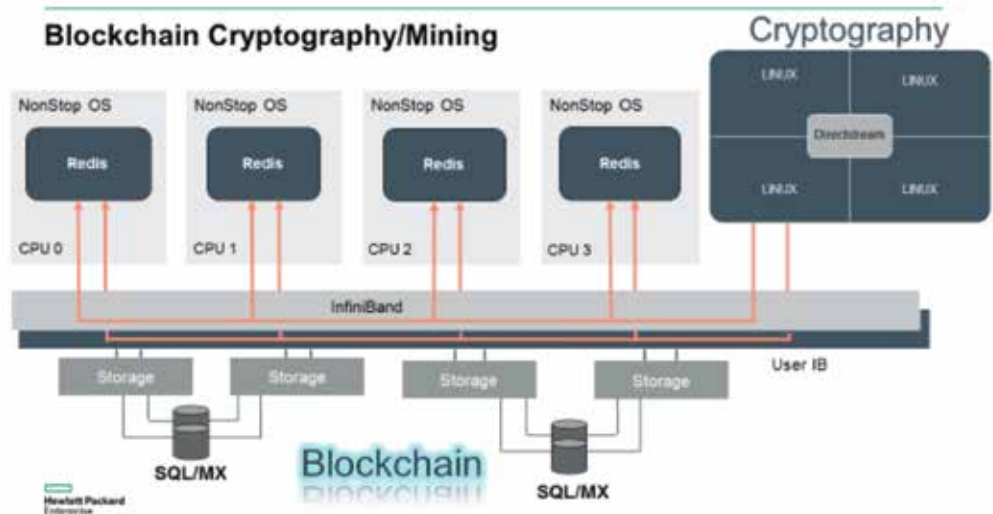 Blockchain Cryptography/Mining
Cryptography
NonStop OS
NonStop OS
NonStop OS
NonStop OS
Redis
Redis
Redis
Redis
CPU 0
CPU 1
CPU 2
CPU 3
LINUX
LINUX
Directstream
LINUX
LINUX
InfiniBand
User IB
Storage
Storage
Storage
Storage
SQL/MX
Blockchain
SQL/MX
Hewlett Packard
Enterprise